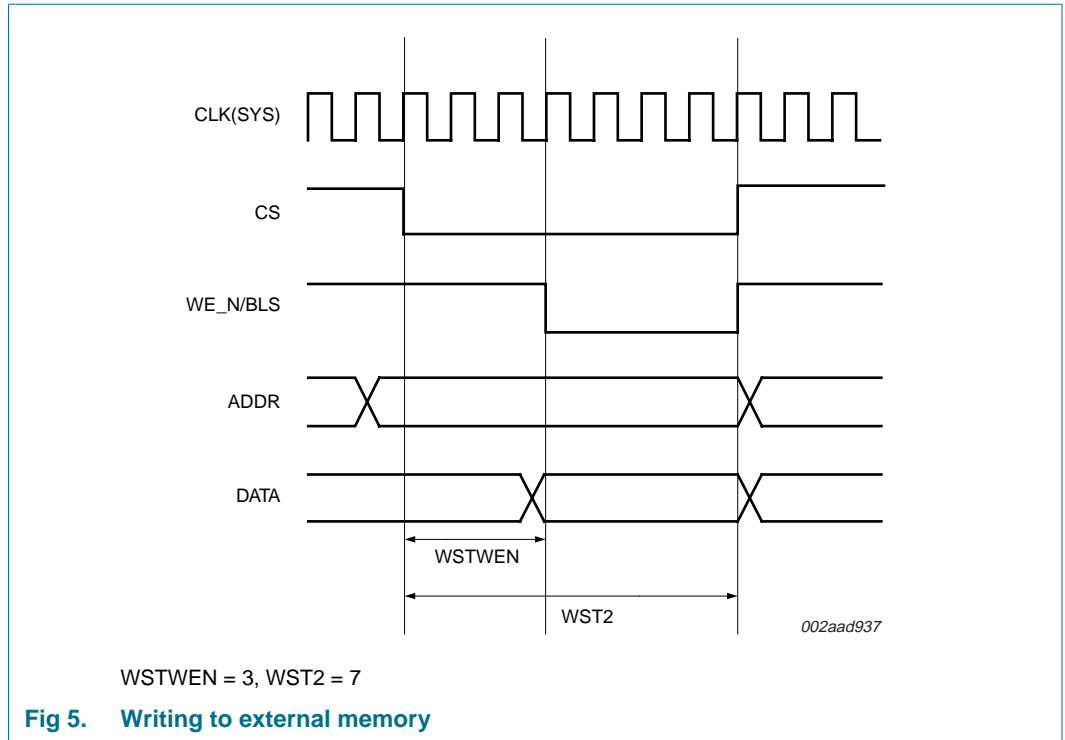 CLK(SYS)
CS
WE_N/BLS
ADDR
DATA
WSTWEN
WST2
002aad937
WSTWEN = 3, WST2 = 7
Fig 5. Writing to external memory